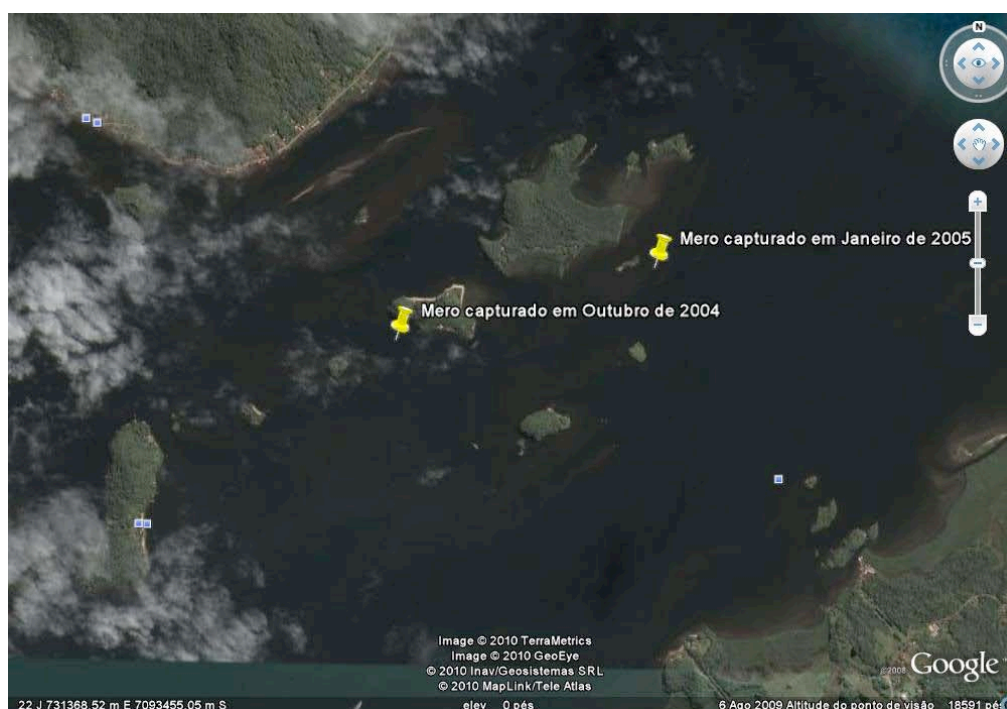 N
Mero capturado em Janeiro de 2005
Mero capturado em Outubro de 2004
Image © 2010 TerraMetrics
Image © 2010 GeoEye
© 2010 Inav/Geosistemas SRL
© 2010 MapLink/Tele Atlas
©2008 Google
22 J 731368.52 m E 7093455.05 m S elev 0 pés 6 Ago 2009 Altitude do ponto de visão 18591 pés